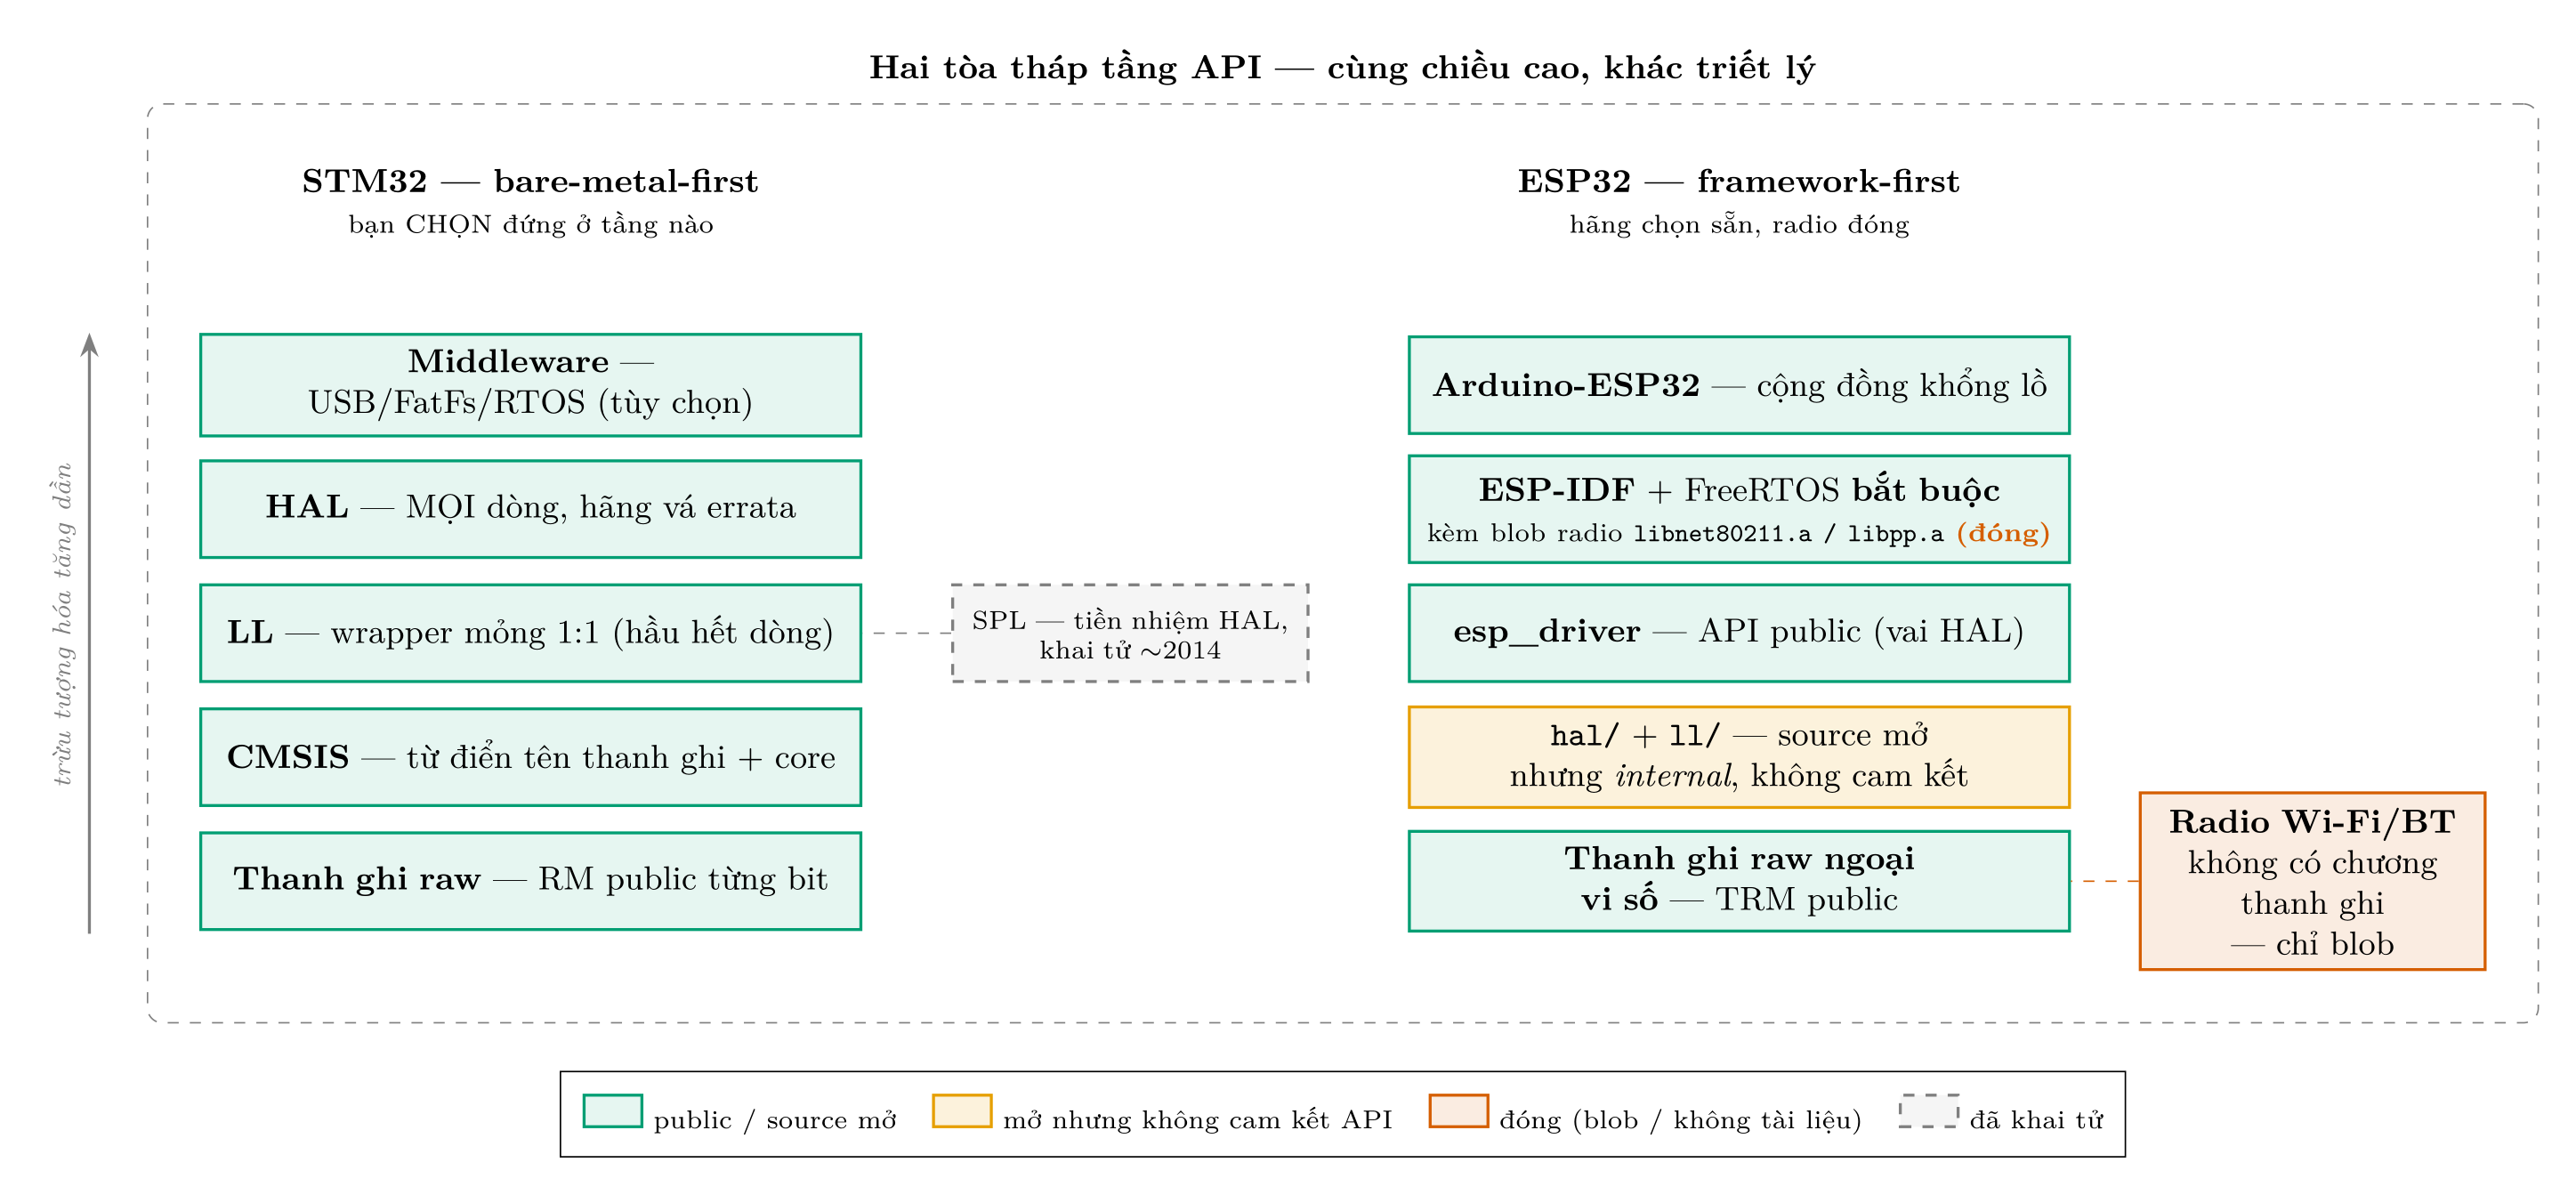 Hai tòa tháp tầng API — cùng chiều cao, khác triết lý
STM32 — bare-metal-first
bạn CHỌN đứng ở tầng nào
ESP32 — framework-first
hãng chọn sẵn, radio đóng
trừu tượng hóa tăng dần
Middleware —
USB/FatFs/RTOS (tùy chọn)
HAL — MỌI dòng, hãng vá errata
LL — wrapper mỏng 1:1 (hầu hết dòng)
CMSIS — từ điển tên thanh ghi + core
Thanh ghi raw — RM public từng bit
SPL — tiền nhiệm HAL,
khai tử ~2014
Arduino-ESP32 — cộng đồng khổng lồ
ESP-IDF + FreeRTOS bắt buộc
kèm blob radio libnet80211.a / libpp.a (đóng)
esp_driver — API public (vai HAL)
hal/ + ll/ — source mở
nhưng internal, không cam kết
Thanh ghi raw ngoại
vi số — TRM public
Radio Wi-Fi/BT
không có chương
thanh ghi
— chỉ blob
public / source mở
mở nhưng không cam kết API
đóng (blob / không tài liệu)
đã khai tử